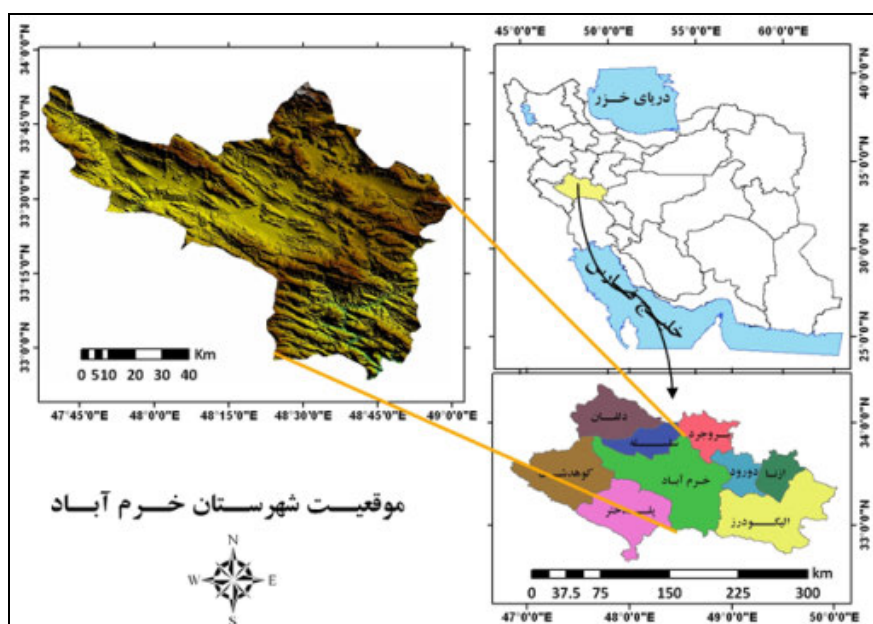 45°0'0"E 50°0'0"E 55°0'0"E 60°0'0"E
40°0'0"N
35°0'0"N
30°0'0"N
25°0'0"N
دریای خزر
خلیج فارس
34°0'0"N
33°45'0"N
33°30'0"N
33°15'0"N
33°0'0"N
Km
0 5 10 20 30 40
47°45'0"E 48°0'0"E 48°15'0"E 48°30'0"E 48°45'0"E 49°0'0"E
موقعیت شهرستان خرم آباد
N
W E
S
دلفان
سلسله
بروجرد
کوهدشت
خرم آباد
دورود
ازنا
پلدختر
الیگودرز
34°0'0"N
33°0'0"N
km
0 37.5 75 150 225 300
47°0'0"E 48°0'0"E 49°0'0"E 50°0'0"E